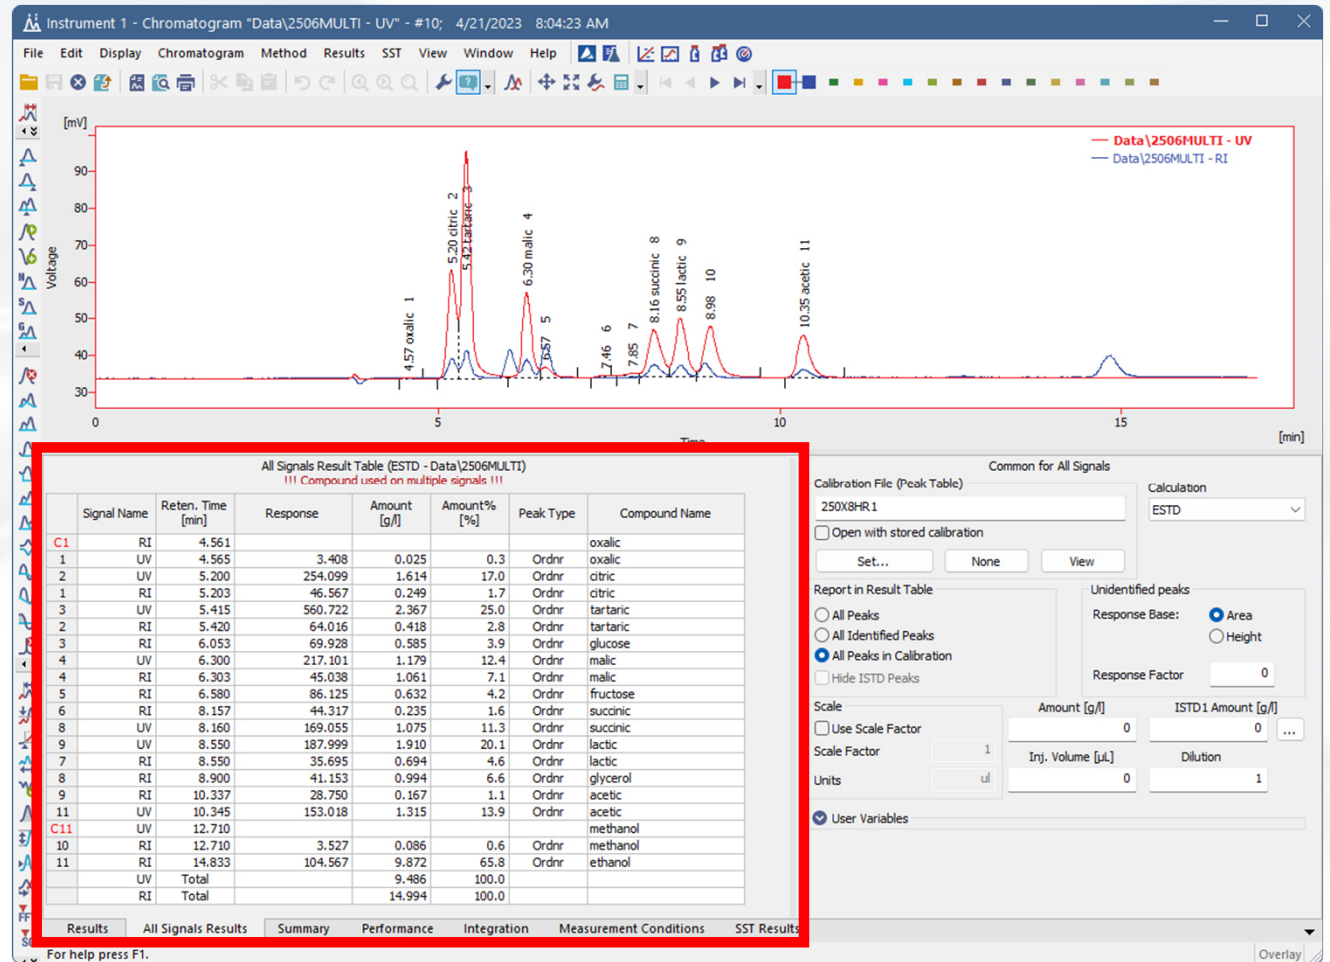 Instrument 1 - Chromatogram "Data\2506MULTI - UV" - #10; 4/21/2023 8:04:23 AM
File Edit Display Chromatogram Method Results SST View Window Help
[mV]
Data\2506MULTI - UV
Data\2506MULTI - RI
90
80
70
60
50
40
30
Voltage
4.57 oxalic 1
5.20 citric 2
5.42 tartaric 3
6.30 malic 4
6.57 5
7.46 6
7.85 7
8.16 succinic 8
8.55 lactic 9
8.98 10
10.35 acetic 11
0 5 10 15
Time
[min]
All Signals Result Table (ESTD - Data\2506MULTI)
!!! Compound used on multiple signals !!!
Signal Name Reten. Time [min] Response Amount [g/l] Amount% [%] Peak Type Compound Name
C1 RI 4.561 oxalic
1 UV 4.565 3.408 0.025 0.3 Ordnr oxalic
2 UV 5.200 254.099 1.614 17.0 Ordnr citric
1 RI 5.203 46.567 0.249 1.7 Ordnr citric
3 UV 5.415 560.722 2.367 25.0 Ordnr tartaric
2 RI 5.420 64.016 0.418 2.8 Ordnr tartaric
3 RI 6.053 69.928 0.585 3.9 Ordnr glucose
4 UV 6.300 217.101 1.179 12.4 Ordnr malic
4 RI 6.303 45.038 1.061 7.1 Ordnr malic
5 RI 6.580 86.125 0.632 4.2 Ordnr fructose
6 RI 8.157 44.317 0.235 1.6 Ordnr succinic
8 UV 8.160 169.055 1.075 11.3 Ordnr succinic
9 UV 8.550 187.999 1.910 20.1 Ordnr lactic
7 RI 8.550 35.695 0.694 4.6 Ordnr lactic
8 RI 8.900 41.153 0.994 6.6 Ordnr glycerol
9 RI 10.337 28.750 0.167 1.1 Ordnr acetic
11 UV 10.345 153.018 1.315 13.9 Ordnr acetic
C11 UV 12.710 methanol
10 RI 12.710 3.527 0.086 0.6 Ordnr methanol
11 RI 14.833 104.567 9.872 65.8 Ordnr ethanol
UV Total 9.486 100.0
RI Total 14.994 100.0
Results All Signals Results Summary Performance Integration Measurement Conditions SST Results
Common for All Signals
Calibration File (Peak Table)
250X8HR1
Calculation
ESTD
Open with stored calibration
Set... None View
Report in Result Table
All Peaks
All Identified Peaks
All Peaks in Calibration
Hide ISTD Peaks
Unidentified peaks
Response Base: Area
Height
Response Factor 0
Scale
Use Scale Factor
Scale Factor 1
Units ul
Amount [g/l] ISTD1 Amount [g/l]
0 0 ...
Inj. Volume [µL] Dilution
0 1
User Variables
For help press F1.
Overlay